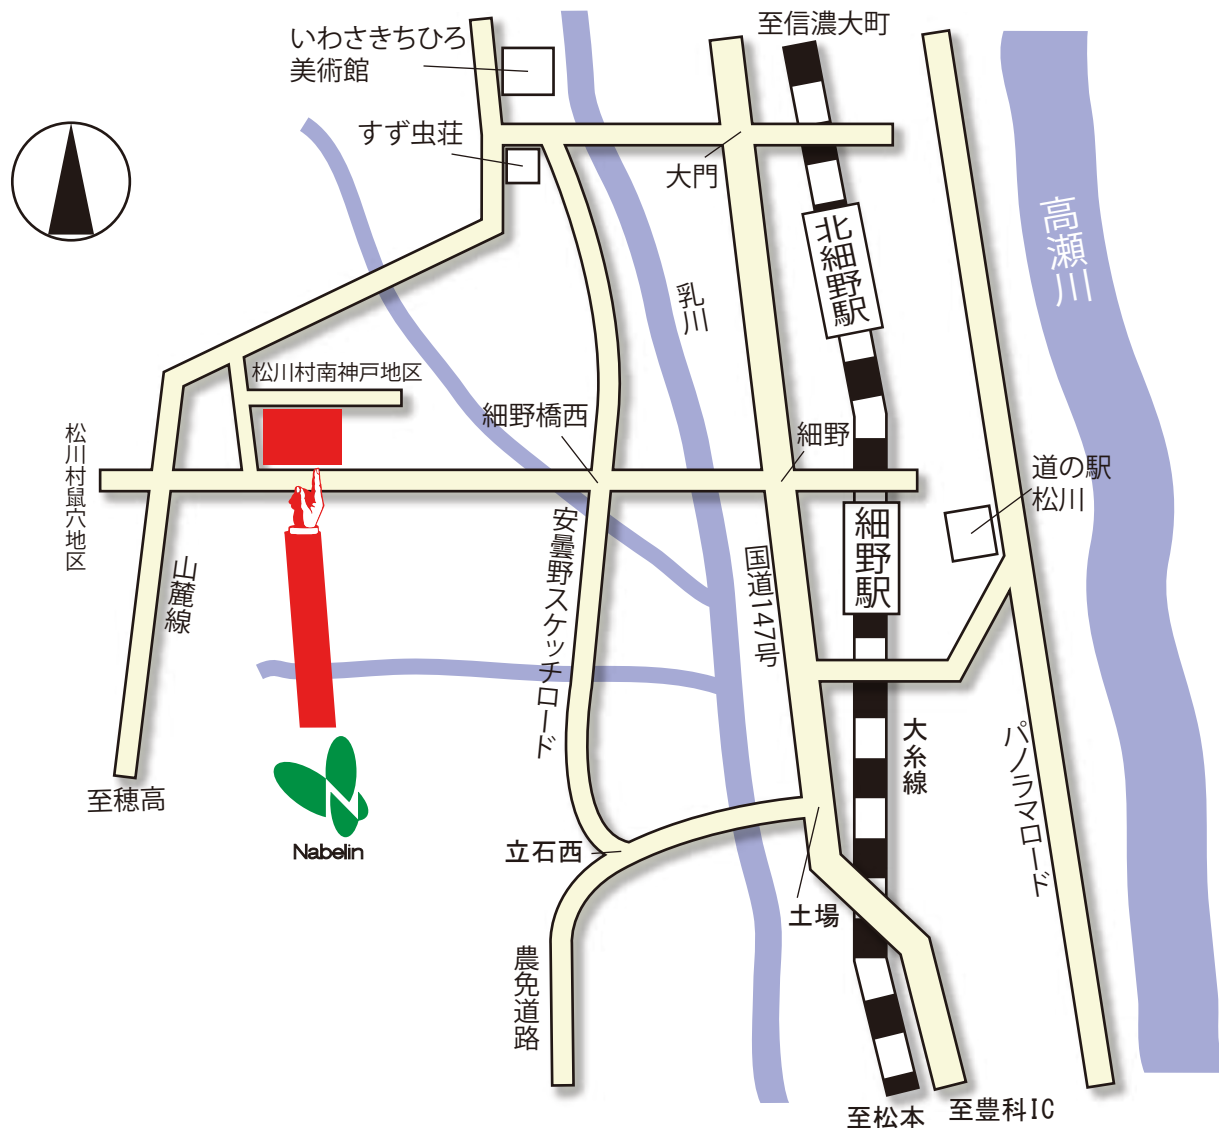 至信濃大町
いわさきちひろ
美術館
すず虫荘
大門
高瀬川
北細野駅
乳川
松川村南神戸地区
細野橋西
細野
松川村鼠穴地区
道の駅
松川
細野駅
安曇野スケッチロード
国道147号
山麓線
大糸線
パノラマロード
至穂高
Nabelin
立石西
土場
農免道路
至松本
至豊科IC